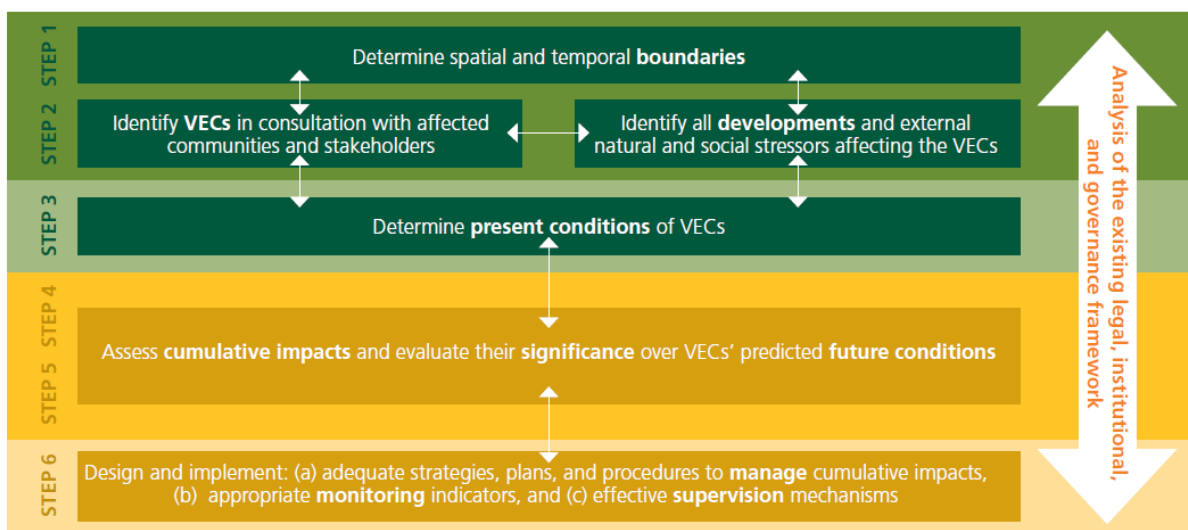 STEP 1
Determine spatial and temporal boundaries
STEP 2
Identify VECs in consultation with affected
communities and stakeholders
Identify all developments and external
natural and social stressors affecting the VECs
STEP 3
Determine present conditions of VECs
STEP 4
STEP 5
Assess cumulative impacts and evaluate their significance over VECs’ predicted future conditions
STEP 6
Design and implement: (a) adequate strategies, plans, and procedures to manage cumulative impacts,
(b) appropriate monitoring indicators, and (c) effective supervision mechanisms
Analysis of the existing legal, institutional,
and governance framework